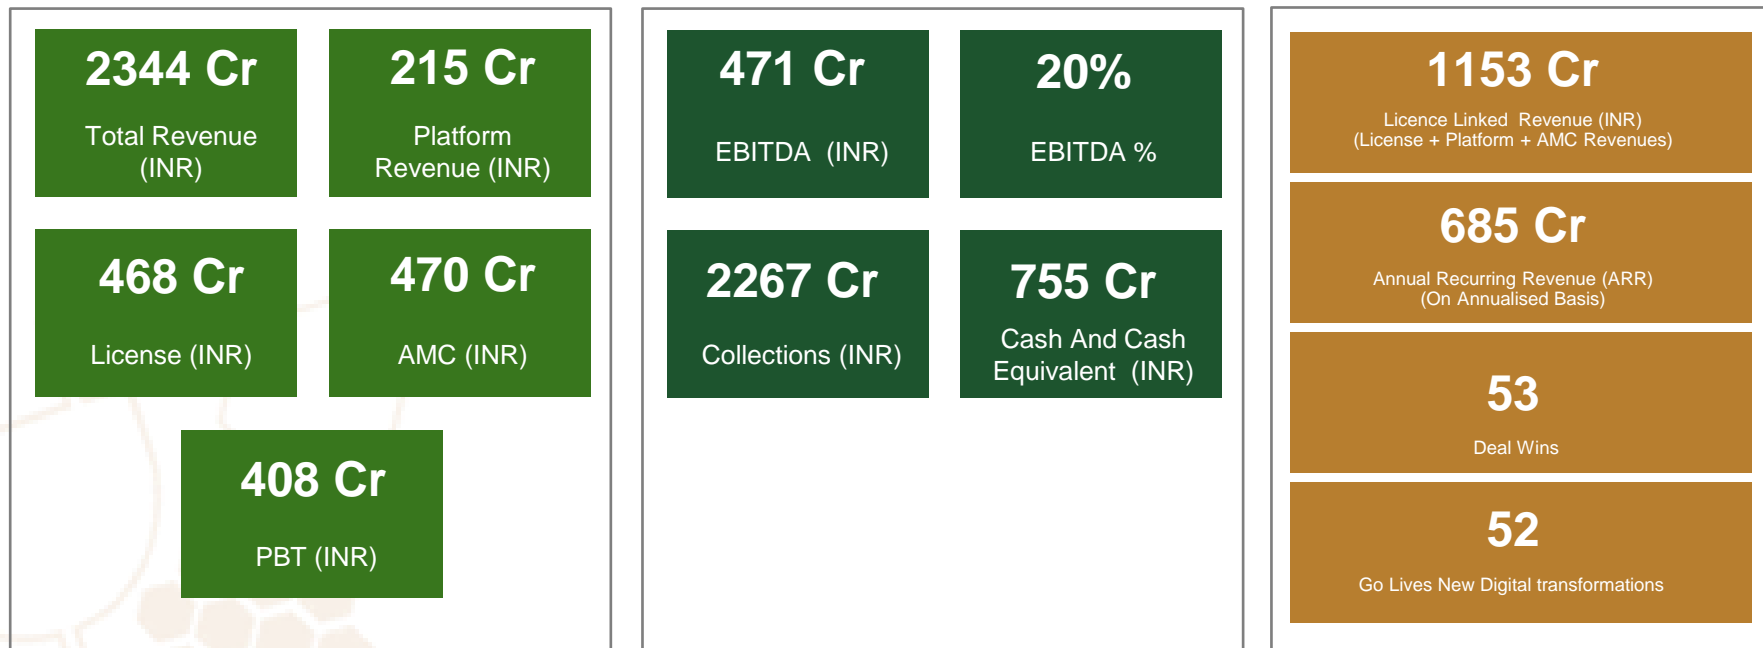 2344 Cr
Total Revenue
(INR)
215 Cr
Platform
Revenue (INR)
468 Cr
License (INR)
470 Cr
AMC (INR)
408 Cr
PBT (INR)
471 Cr
EBITDA (INR)
20%
EBITDA %
2267 Cr
Collections (INR)
755 Cr
Cash And Cash
Equivalent (INR)
1153 Cr
Licence Linked Revenue (INR)
(License + Platform + AMC Revenues)
685 Cr
Annual Recurring Revenue (ARR)
(On Annualised Basis)
53
Deal Wins
52
Go Lives New Digital transformations